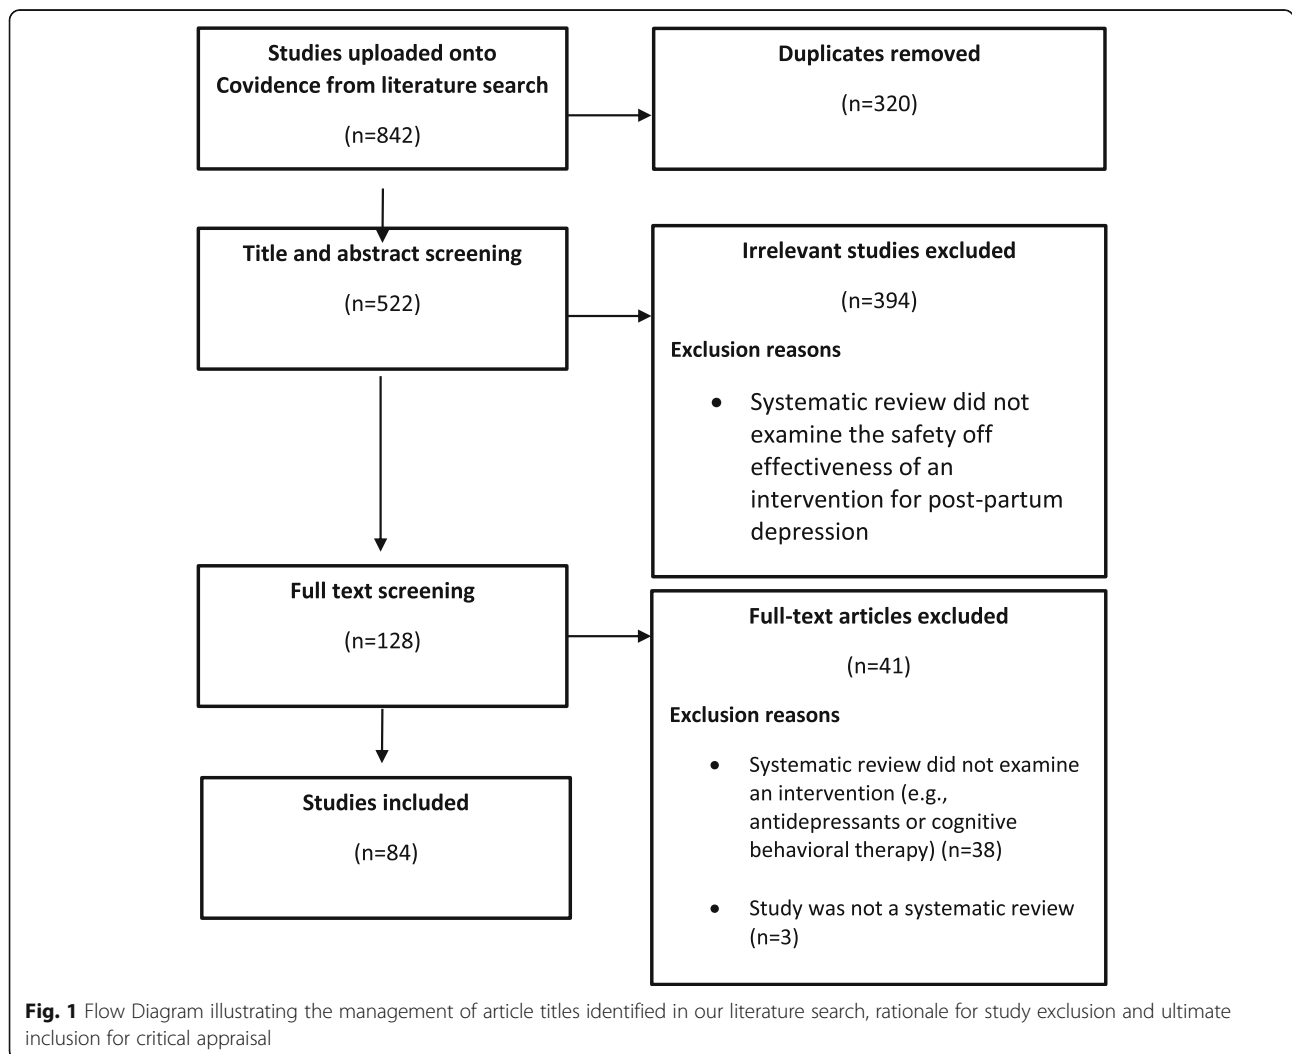 Studies uploaded onto
Covidence from literature search
(n=842)
Duplicates removed
(n=320)
Title and abstract screening
(n=522)
Irrelevant studies excluded
(n=394)
Exclusion reasons
• Systematic review did not
examine the safety off
effectiveness of an
intervention for post-partum
depression
Full text screening
(n=128)
Full-text articles excluded
(n=41)
Exclusion reasons
• Systematic review did not examine
an intervention (e.g.,
antidepressants or cognitive
behavioral therapy) (n=38)
• Study was not a systematic review
(n=3)
Studies included
(n=84)
Fig. 1 Flow Diagram illustrating the management of article titles identified in our literature search, rationale for study exclusion and ultimate
inclusion for critical appraisal